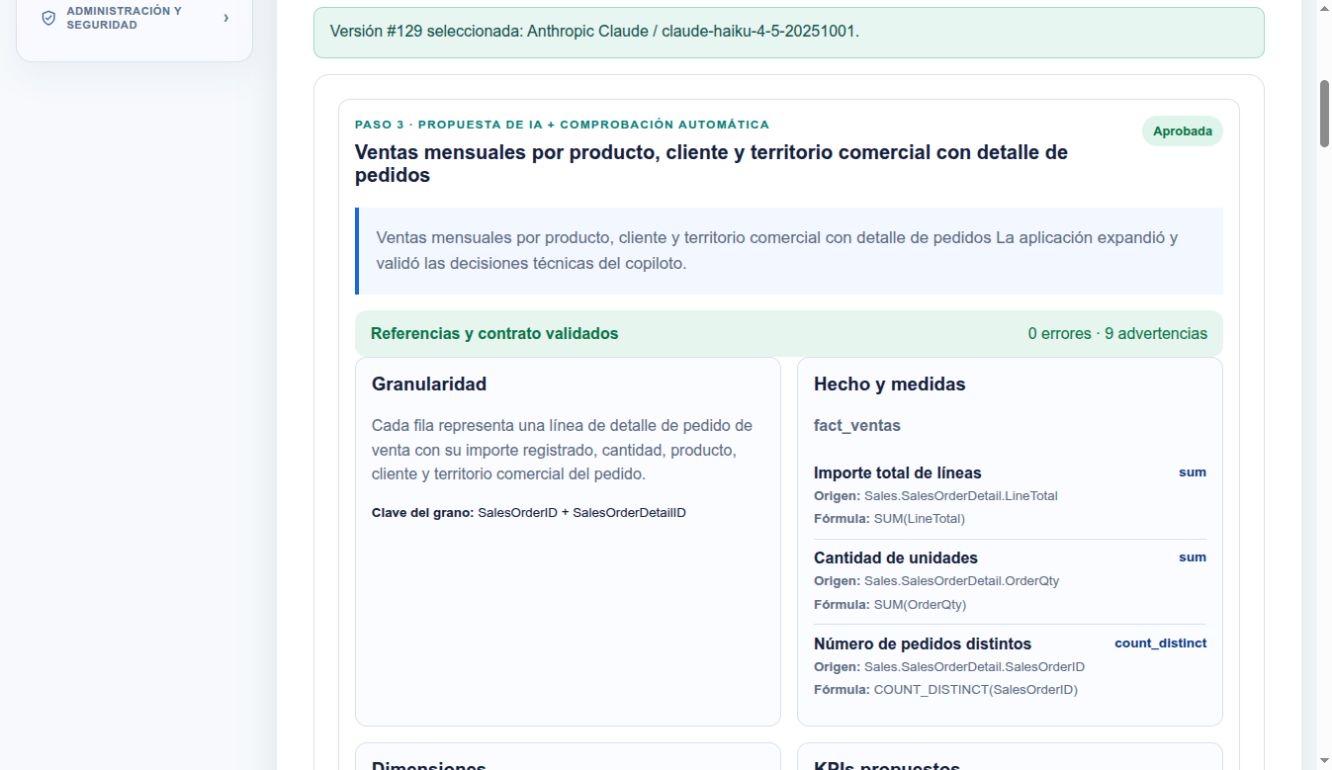 ADMINISTRACIÓN Y
SEGURIDAD
Versión #129 seleccionada: Anthropic Claude / claude-haiku-4-5-20251001.
PASO 3 · PROPUESTA DE IA + COMPROBACIÓN AUTOMÁTICA
Aprobada
Ventas mensuales por producto, cliente y territorio comercial con detalle de
pedidos
Ventas mensuales por producto, cliente y territorio comercial con detalle de pedidos La aplicación expandió y
validó las decisiones técnicas del copiloto.
Referencias y contrato validados
0 errores · 9 advertencias
Granularidad
Cada fila representa una línea de detalle de pedido de
venta con su importe registrado, cantidad, producto,
cliente y territorio comercial del pedido.
Clave del grano: SalesOrderID + SalesOrderDetailID
Hecho y medidas
fact_ventas
Importe total de líneas
sum
Origen: Sales.SalesOrderDetail.LineTotal
Fórmula: SUM(LineTotal)
Cantidad de unidades
sum
Origen: Sales.SalesOrderDetail.OrderQty
Fórmula: SUM(OrderQty)
Número de pedidos distintos
count_distinct
Origen: Sales.SalesOrderDetail.SalesOrderID
Fórmula: COUNT_DISTINCT(SalesOrderID)
Dimensiones
KPIs propuestos